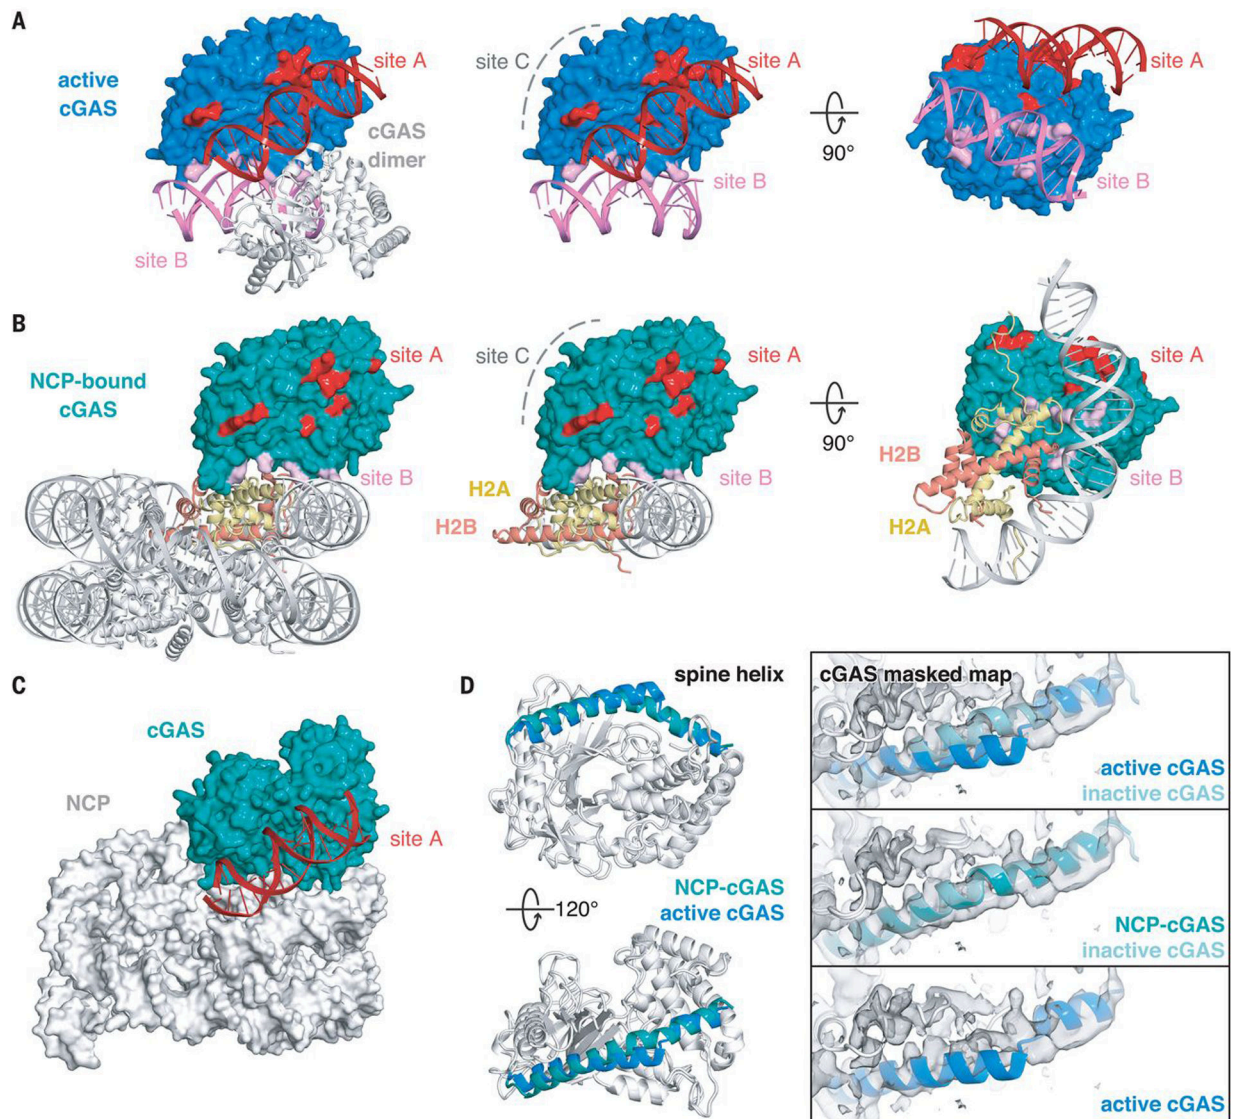 A
active
cGAS
site A
cGAS
dimer
site B
site C
site A
site B
90°
site A
site B
B
NCP-bound
cGAS
site A
site B
site C
site A
site B
H2A
H2B
90°
site A
H2B
site B
H2A
C
cGAS
NCP
site A
D
spine helix
NCP-cGAS
active cGAS
120°
cGAS masked map
active cGAS
inactive cGAS
NCP-cGAS
inactive cGAS
active cGAS